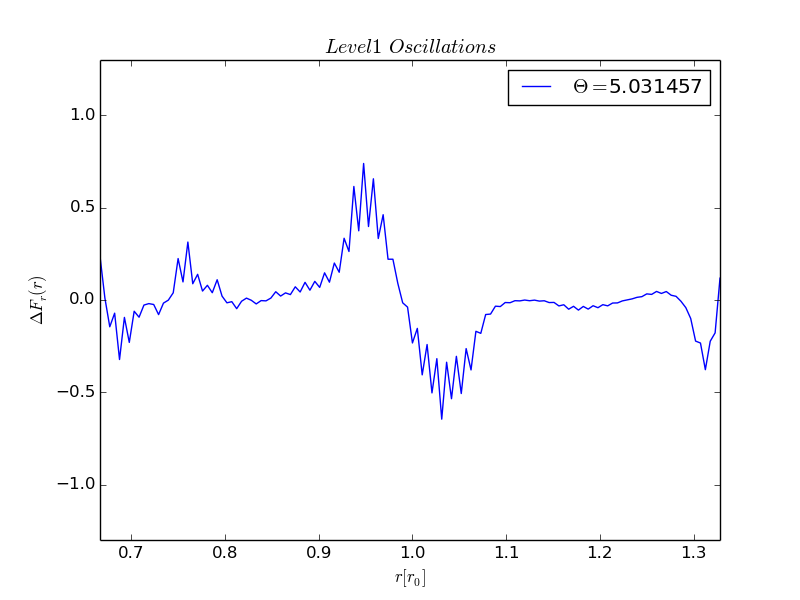 Level1 Oscillations
Θ =5.031457
1.0
0.5
0.0
−0.5
−1.0
ΔF_r(r)
0.7 0.8 0.9 1.0 1.1 1.2 1.3
r[r_0]